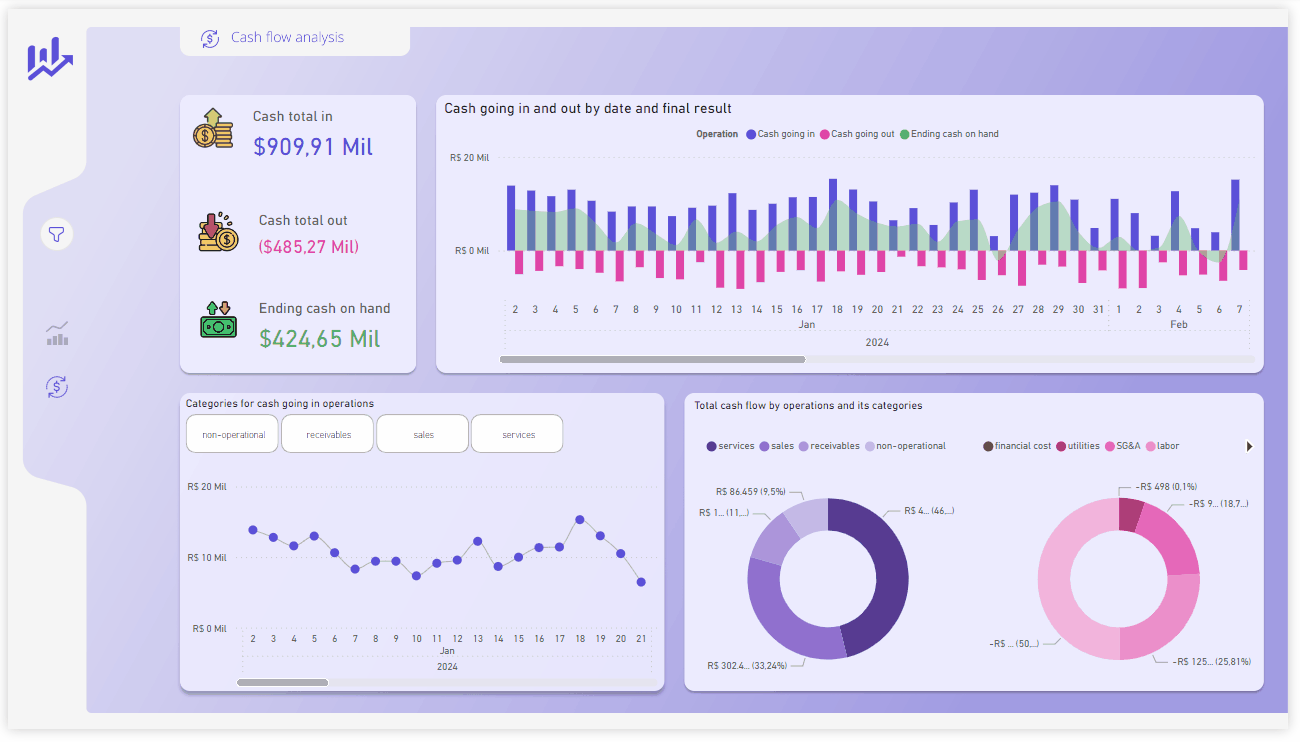 Cash flow analysis
Cash total in
$909,91 Mil
Cash total out
($485,27 Mil)
Ending cash on hand
$424,65 Mil
Cash going in and out by date and final result
Operation Cash going in Cash going out Ending cash on hand
R$ 20 Mil
R$ 0 Mil
2 3 4 5 6 7 8 9 10 11 12 13 14 15 16 17 18 19 20 21 22 23 24 25 26 27 28 29 30 31 1 2 3 4 5 6 7
Jan Feb
2024
Categories for cash going in operations
non-operational receivables sales services
R$ 20 Mil
R$ 10 Mil
R$ 0 Mil
2 3 4 5 6 7 8 9 10 11 12 13 14 15 16 17 18 19 20 21
Jan
2024
Total cash flow by operations and its categories
services sales receivables non-operational
R$ 86.459 (9,5%)
R$ 1... (11,...)
R$ 4... (46,...)
R$ 302.4... (33,24%)
financial cost utilities SG&A labor
-R$ 498 (0,1%)
-R$ 9... (18,7...)
-R$ ... (50,...)
-R$ 125... (25,81%)